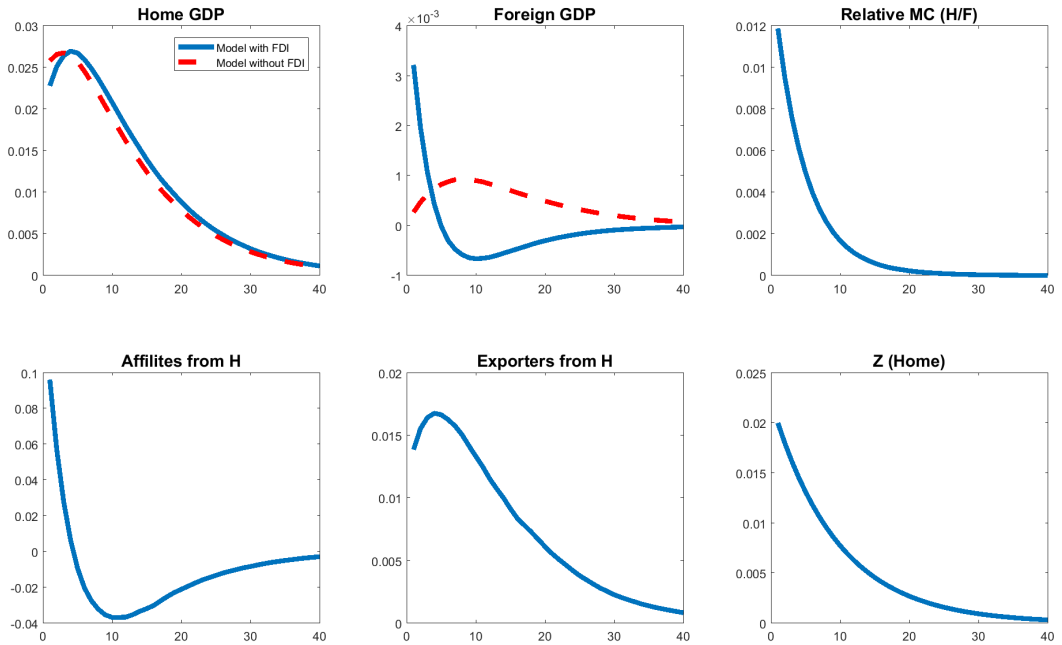 Home GDP
0.03
0.025
0.02
0.015
0.01
0.005
0
0 10 20 30 40
Model with FDI
Model without FDI
Foreign GDP
×10⁻³
4
3
2
1
0
-1
0 10 20 30 40
Relative MC (H/F)
0.012
0.01
0.008
0.006
0.004
0.002
0
0 10 20 30 40
Affilites from H
0.1
0.08
0.06
0.04
0.02
0
-0.02
-0.04
0 10 20 30 40
Exporters from H
0.02
0.015
0.01
0.005
0
0 10 20 30 40
Z (Home)
0.025
0.02
0.015
0.01
0.005
0
0 10 20 30 40